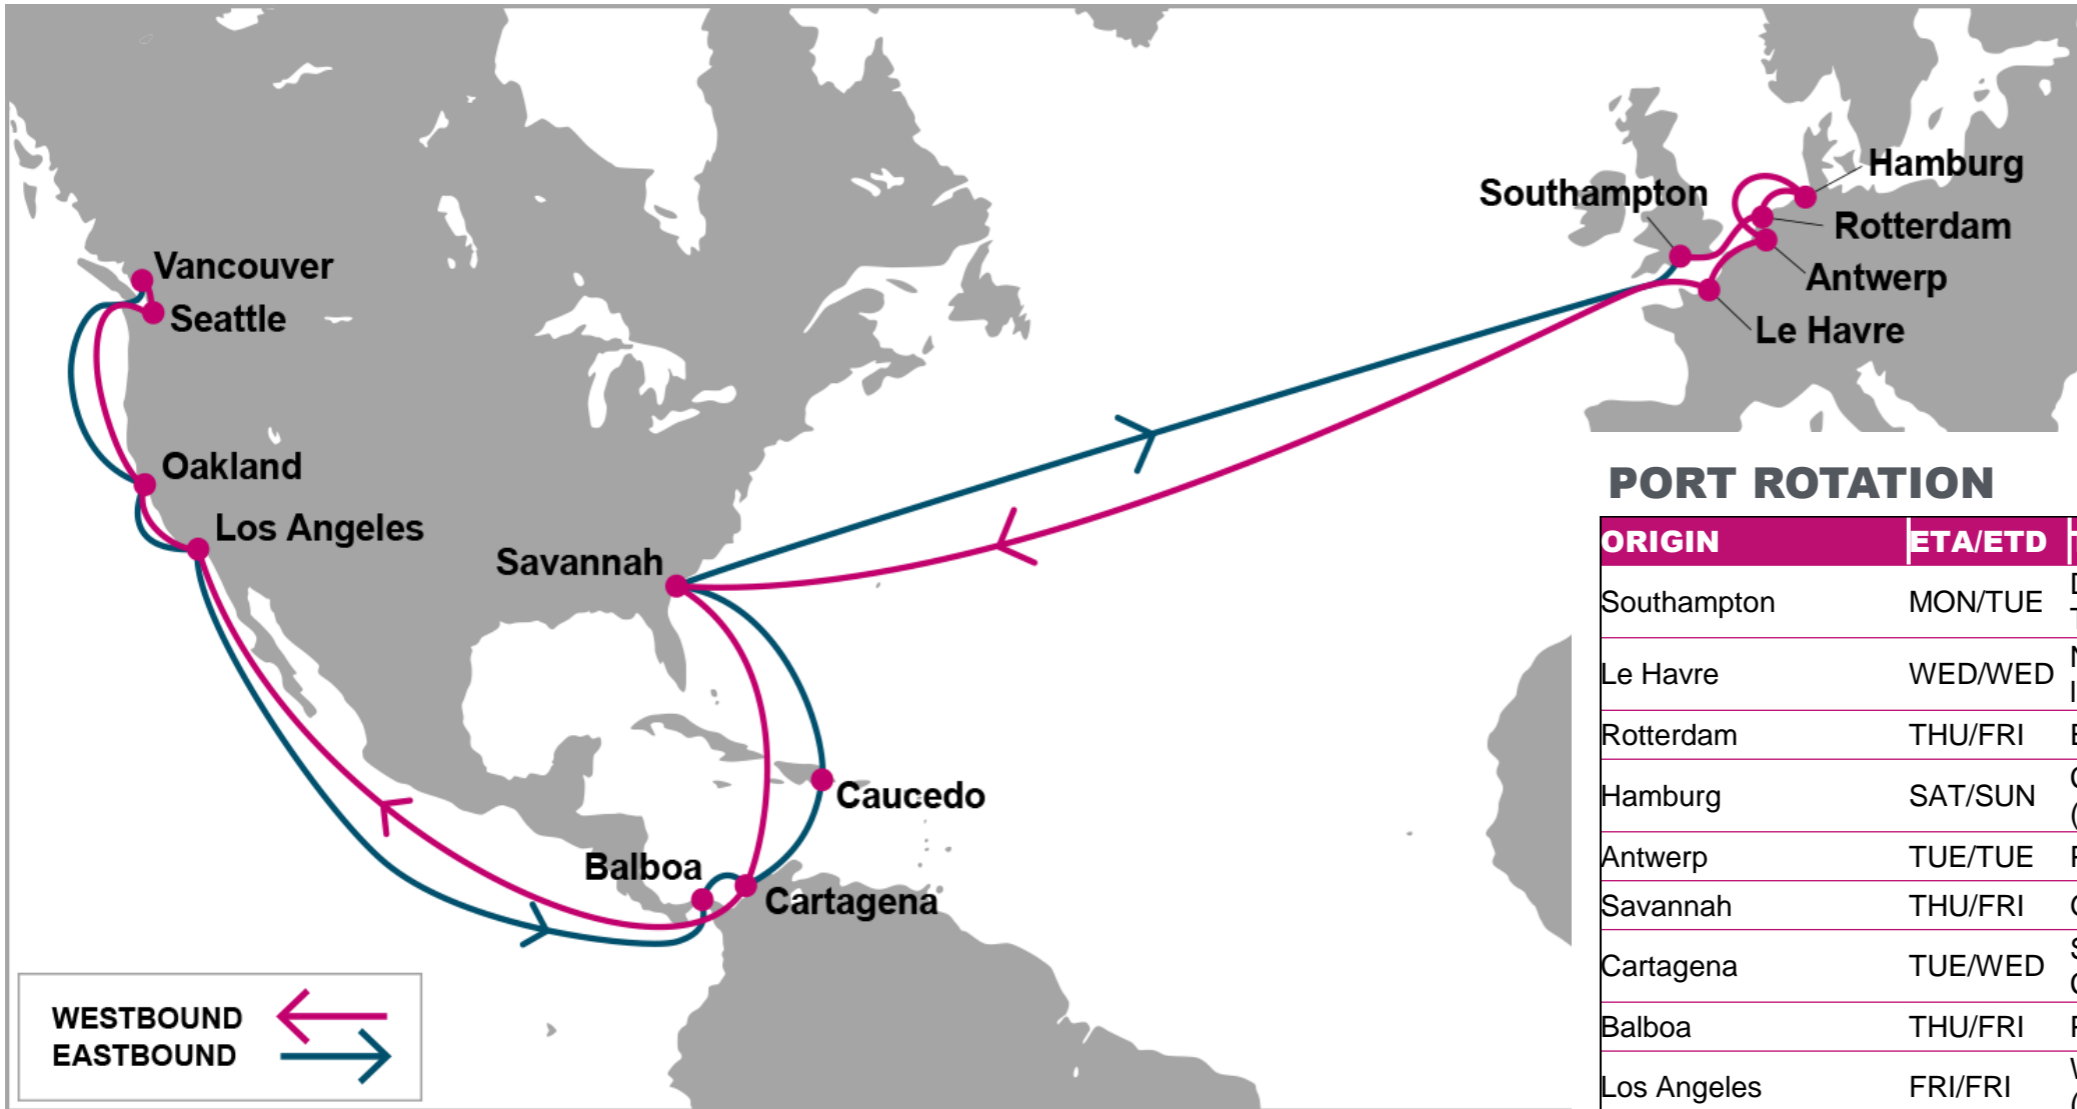 Hamburg
Southampton
Rotterdam
Antwerp
Le Havre
Vancouver
Seattle
Oakland
Los Angeles
Savannah
Caucedo
Balboa
Cartagena
WESTBOUND
EASTBOUND
PORT ROTATION
ORIGIN ETA/ETD
Southampton MON/TUE
Le Havre WED/WED
Rotterdam THU/FRI
Hamburg SAT/SUN
Antwerp TUE/TUE
Savannah THU/FRI
Cartagena TUE/WED
Balboa THU/FRI
Los Angeles FRI/FRI